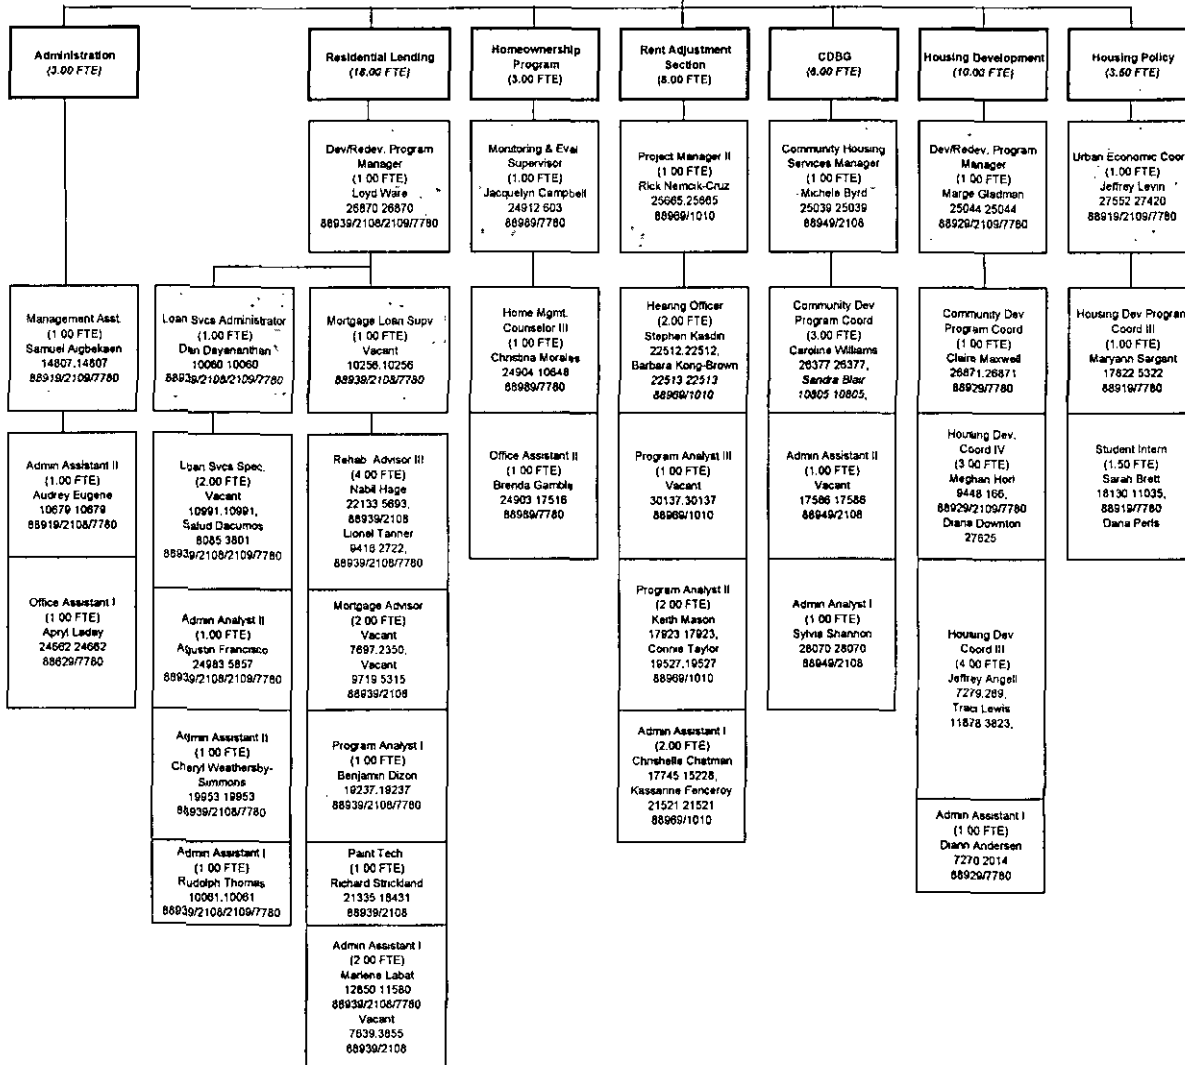 Administration
(3.00 FTE)
Residential Lending
(18.00 FTE)
Homeownership
Program
(3.00 FTE)
Rent Adjustment
Section
(8.00 FTE)
CDBG
(6.00 FTE)
Housing Development
(10.00 FTE)
Housing Policy
(3.50 FTE)
Dev/Redev. Program
Manager
(1 00 FTE)
Loyd Ware
26870 26870
88939/2108/2109/7780
Monitoring & Eval
Supervisor
(1.00 FTE)
Jacquelyn Campbell
24912 603
88989/7780
Project Manager II
(1 00 FTE)
Rick Nemcik-Cruz
25665.25665
88969/1010
Community Housing
Services Manager
(1 00 FTE)
Michele Byrd
25039 25039
88949/2108
Dev/Redev. Program
Manager
(1 00 FTE)
Marge Gladman
25044 25044
88929/2109/7780
Urban Economic Coor
(1.00 FTE)
Jeffrey Levin
27552 27420
88919/2109/7780
Management Asst.
(1 00 FTE)
Samuel Aigbekaen
14807.14807
88919/2109/7780
Loan Svcs Administrator
(1.00 FTE)
Dan Dayananthan
10060 10060
88939/2108/2109/7780
Mortgage Loan Supv
(1 00 FTE)
Vacant
10256.10256
88939/2108/7780
Home Mgmt.
Counselor III
(1 00 FTE)
Christina Morales
24904 10648
88989/7780
Hearing Officer
(2.00 FTE)
Stephen Kasdin
22512.22512,
Barbara Kong-Brown
22513 22513
88969/1010
Community Dev
Program Coord
(3.00 FTE)
Caroline Williams
26377 26377,
Sandra Blair
10805 10805,
Community Dev
Program Coord
(1 00 FTE)
Claire Maxwell
26871.26871
88929/7780
Housing Dev Program
Coord III
(1.00 FTE)
Maryann Sargent
17822 5322
88919/7780
Admin Assistant II
(1.00 FTE)
Audrey Eugene
10679 10679
88919/2108/7780
Loan Svcs Spec.
(2.00 FTE)
Vacant
10991.10991,
Salud Dacumos
8085 3801
88939/2108/2109/7780
Rehab Advisor III
(4 00 FTE)
Nabil Hage
22133 5693,
88939/2108
Lionel Tanner
9416 2722,
88939/2108/7780
Office Assistant II
(1 00 FTE)
Brenda Gamble
24903 17516
88989/7780
Program Analyst III
(1 00 FTE)
Vacant
30137.30137
88969/1010
Admin Assistant II
(1.00 FTE)
Vacant
17586 17586
88949/2108
Housing Dev.
Coord IV
(3 00 FTE)
Meghan Horl
9448 166,
88929/2109/7780
Diana Downton
27625
Student Intern
(1.50 FTE)
Sarah Brett
18130 11035,
88919/7780
Dana Perls
Office Assistant I
(1 00 FTE)
Apryl Laday
24662 24662
88629/7780
Admin Analyst II
(1.00 FTE)
Agustin Francisco
24983 5857
88939/2108/2109/7780
Mortgage Advisor
(2 00 FTE)
Vacant
7697.2350,
Vacant
9719 5315
88939/2108
Program Analyst II
(2 00 FTE)
Keith Mason
17923 17923,
Connie Taylor
19527.19527
88969/1010
Admin Analyst I
(1 00 FTE)
Sylvia Shannon
28070 28070
88949/2108
Housing Dev
Coord III
(4 00 FTE)
Jeffrey Angell
7279.289,
Traci Lewis
11878 3823,
Admin Assistant II
(1 00 FTE)
Cheryl Weathersby-
Simmons
19953 19953
88939/2108/7780
Program Analyst I
(1 00 FTE)
Benjamin Dizon
19237.19237
88939/2108/7780
Admin Assistant I
(2.00 FTE)
Chrishelle Chatman
17745 15228,
Kassanne Fenceroy
21521 21521
88969/1010
Admin Assistant I
(1 00 FTE)
Rudolph Thomas
10061.10061
88939/2108/2109/7780
Paint Tech
(1 00 FTE)
Richard Strickland
21335 18431
88939/2108
Admin Assistant I
(1 00 FTE)
Diann Andersen
7270 2014
88929/7780
Admin Assistant I
(2 00 FTE)
Marlene Labat
12850 11580
88939/2108/7780
Vacant
7839.3855
88939/2108